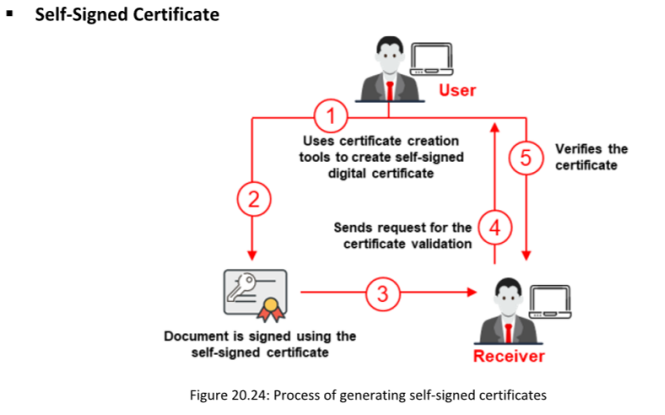 ▪ Self-Signed Certificate
User
1
Uses certificate creation
tools to create self-signed
digital certificate
5
Verifies the
certificate
2
Sends request for the
certificate validation
4
3
Document is signed using the
self-signed certificate
Receiver
Figure 20.24: Process of generating self-signed certificates